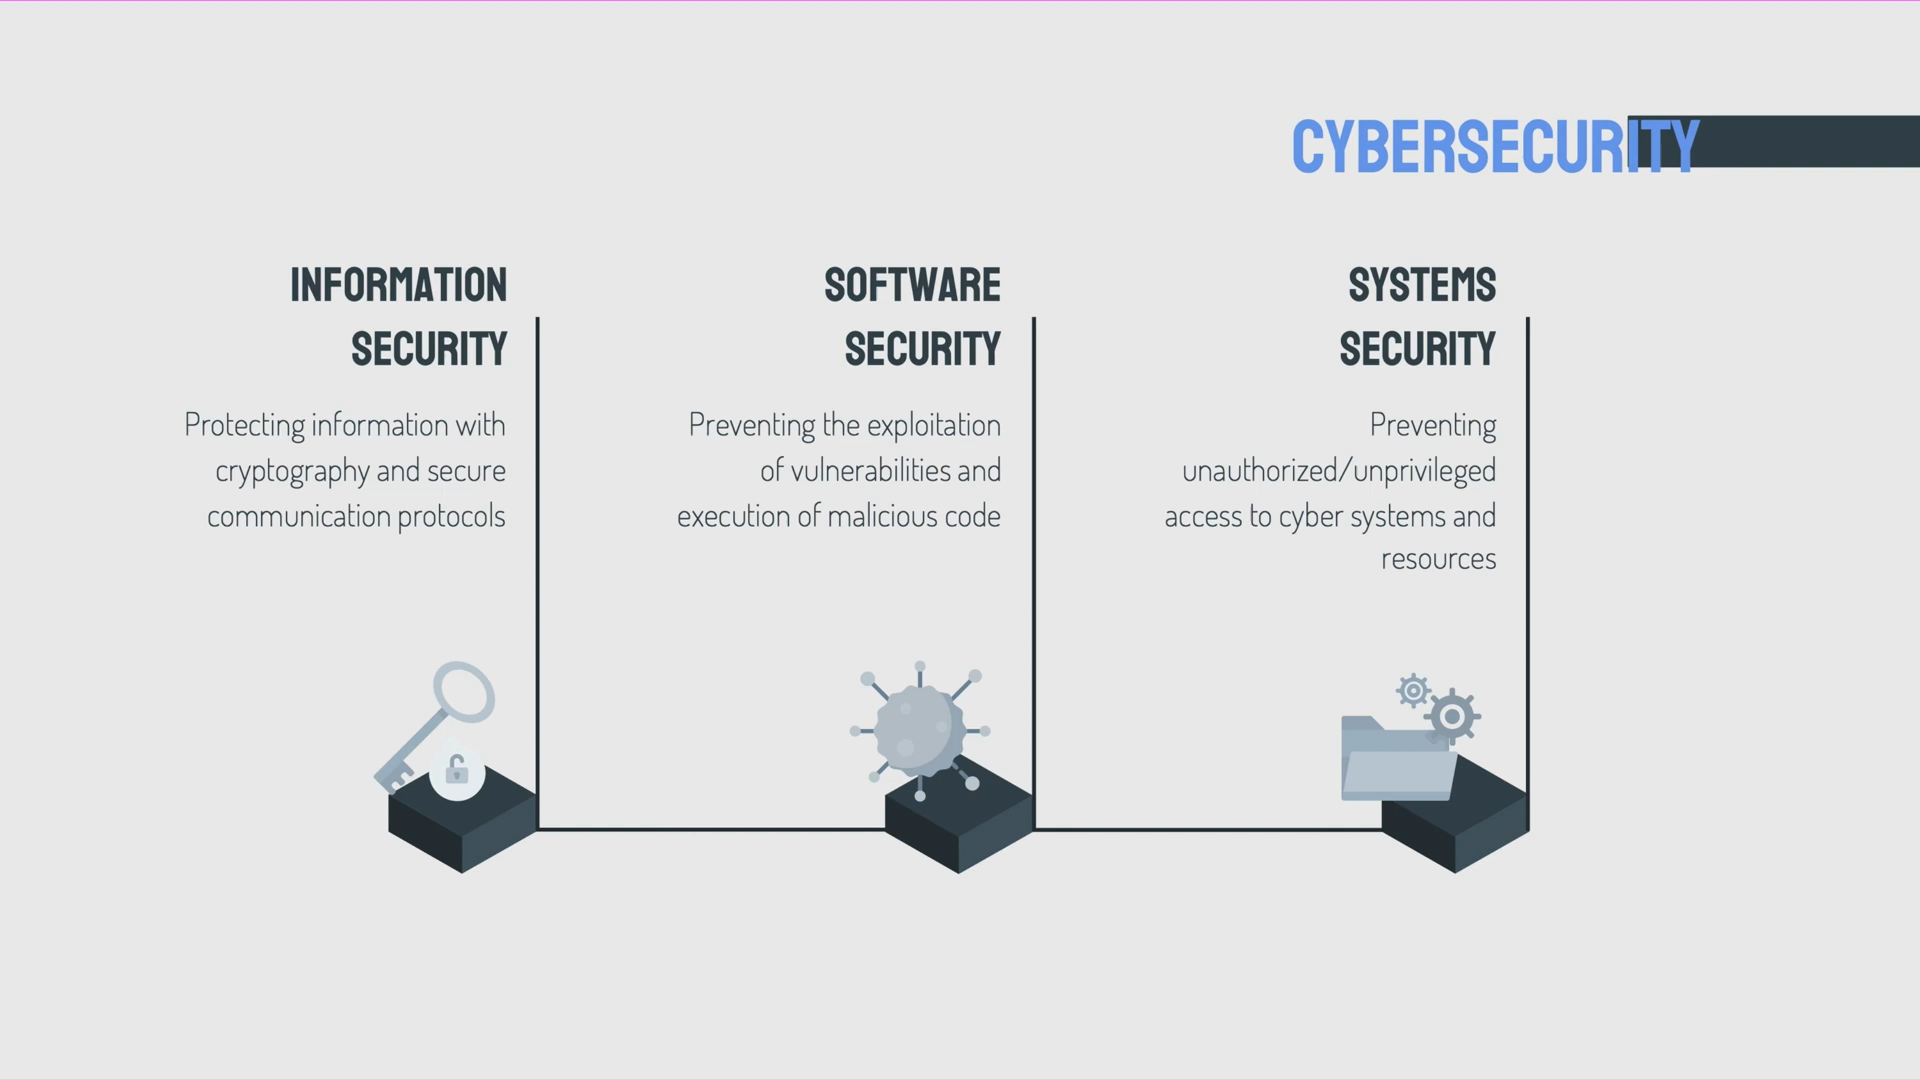 CYBERSECURITY
INFORMATION
SECURITY
Protecting information with
cryptography and secure
communication protocols
SOFTWARE
SECURITY
Preventing the exploitation
of vulnerabilities and
execution of malicious code
SYSTEMS
SECURITY
Preventing
unauthorized/unprivileged
access to cyber systems and
resources